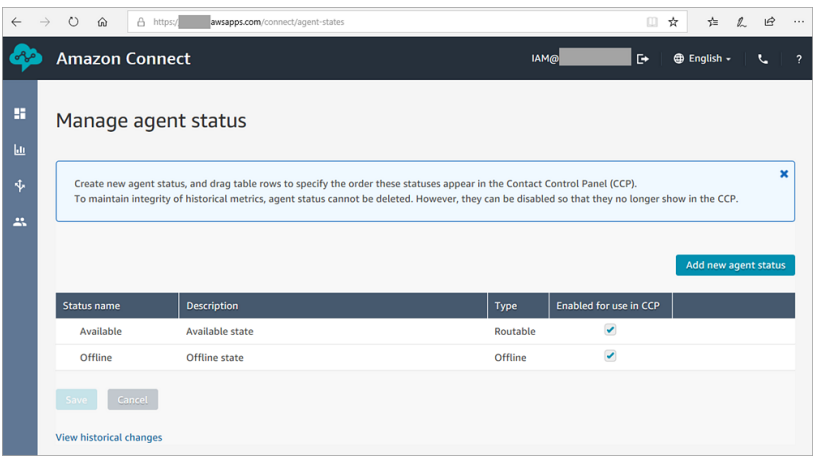 https:/
awsapps.com/connect/agent-states
Amazon Connect
IAM@
English
?
Manage agent status
Create new agent status, and drag table rows to specify the order these statuses appear in the Contact Control Panel (CCP).
To maintain integrity of historical metrics, agent status cannot be deleted. However, they can be disabled so that they no longer show in the CCP.
Add new agent status
Status name Description Type Enabled for use in CCP
Available Available state Routable
Offline Offline state Offline
Save Cancel
View historical changes